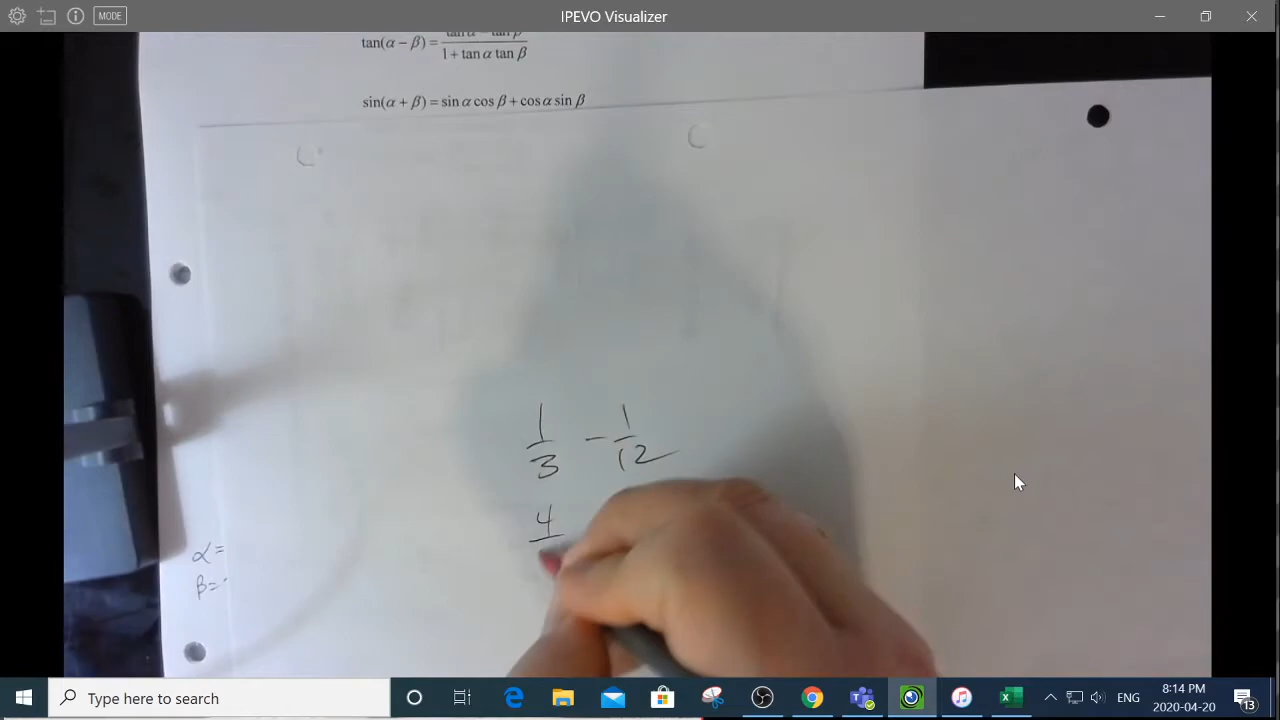 MODE
IPEVO Visualizer
tan(α − β) = tan α − tan β / 1 + tan α tan β
sin(α + β) = sin α cos β + cos α sin β
1/3 − 1/12
4
α =
β =
Type here to search
ENG
8:14 PM
2020-04-20
13